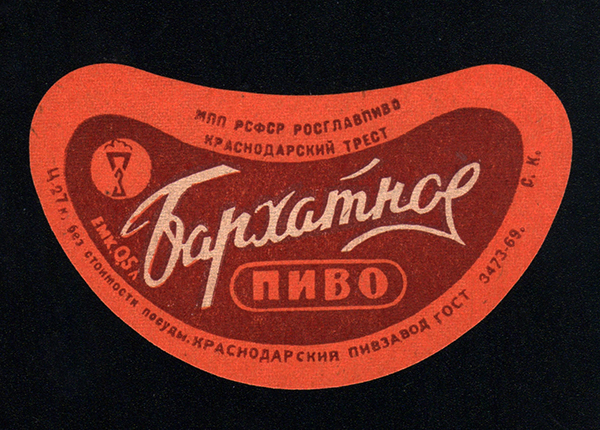 МПП РСФСР РОСГЛАВПИВО
КРАСНОДАРСКИЙ ТРЕСТ
Бархатное
ПИВО
ЕМК. 0,5 л.
Ц. 27 к. без стоимости посуды. КРАСНОДАРСКИЙ ПИВЗАВОД ГОСТ 3473-69. С. К.